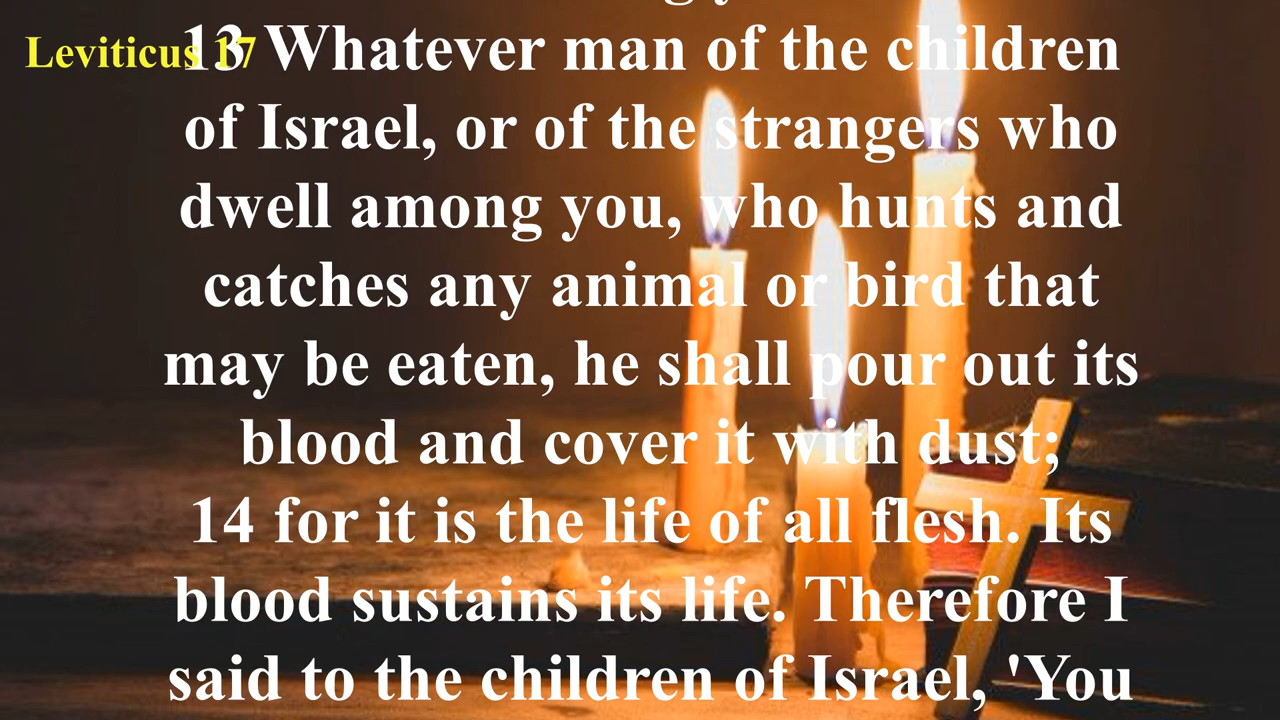 Leviticus 17
13 Whatever man of the children
of Israel, or of the strangers who
dwell among you, who hunts and
catches any animal or bird that
may be eaten, he shall pour out its
blood and cover it with dust;
14 for it is the life of all flesh. Its
blood sustains its life. Therefore I
said to the children of Israel, 'You